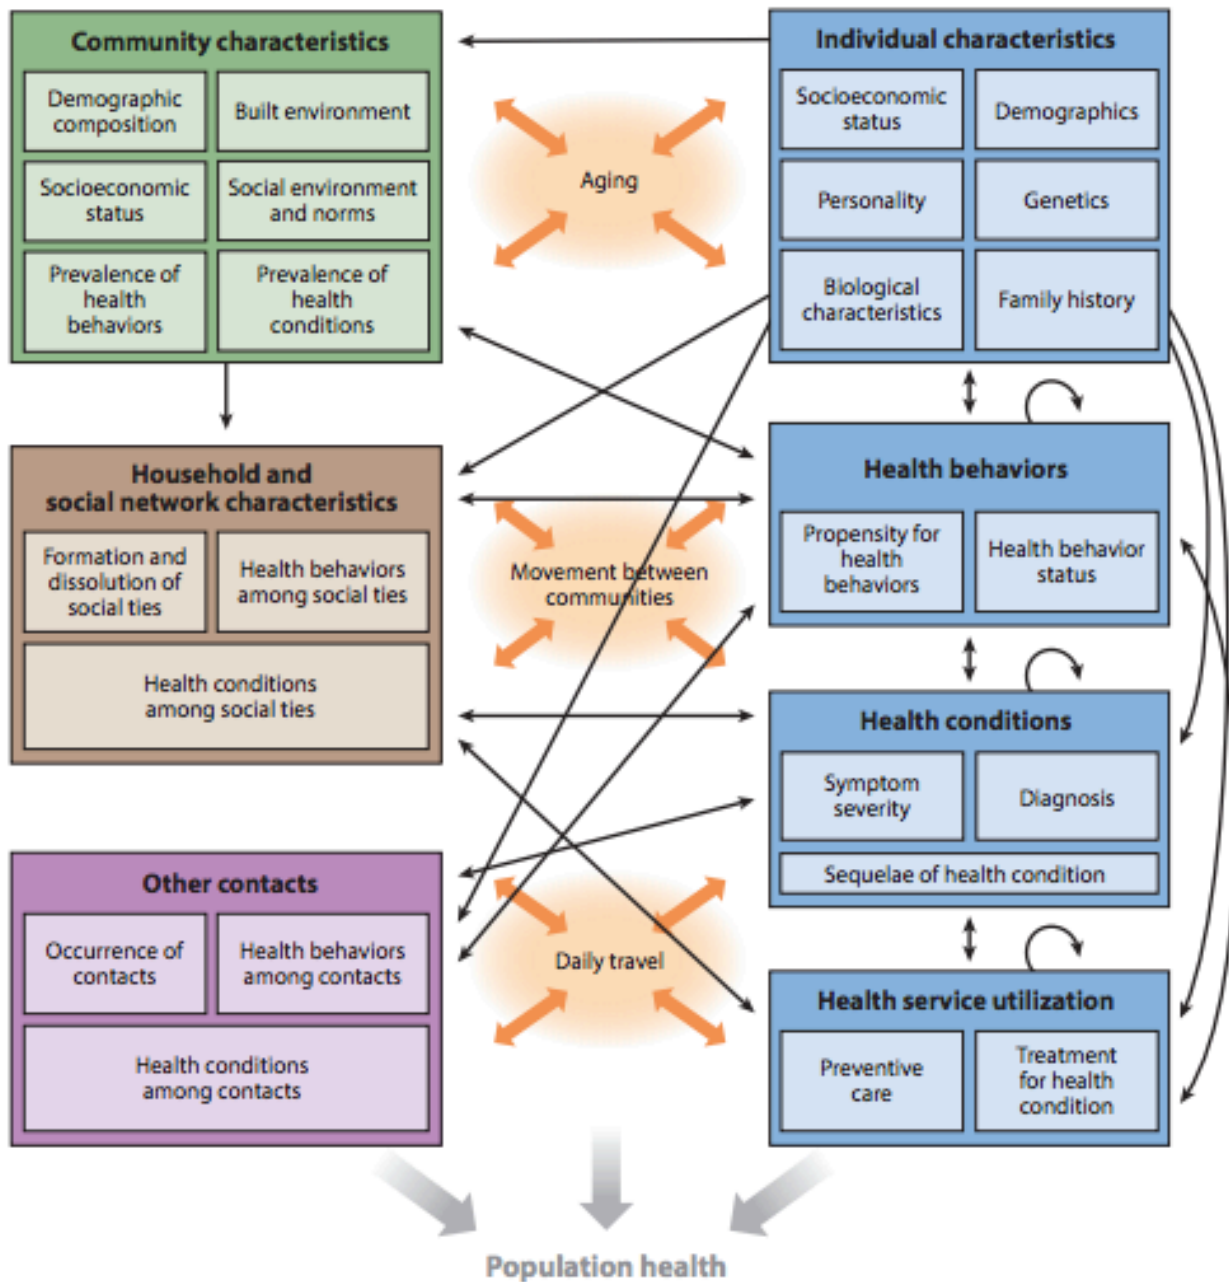 Community characteristics
Demographic
composition
Built environment
Socioeconomic
status
Social environment
and norms
Prevalence of
health
behaviors
Prevalence of
health
conditions
Individual characteristics
Socioeconomic
status
Demographics
Personality
Genetics
Biological
characteristics
Family history
Aging
Household and
social network characteristics
Formation and
dissolution of
social ties
Health behaviors
among social ties
Health conditions
among social ties
Movement between
communities
Health behaviors
Propensity for
health
behaviors
Health behavior
status
Health conditions
Symptom
severity
Diagnosis
Sequelae of health condition
Other contacts
Occurrence of
contacts
Health behaviors
among contacts
Health conditions
among contacts
Daily travel
Health service utilization
Preventive
care
Treatment
for health
condition
Population health